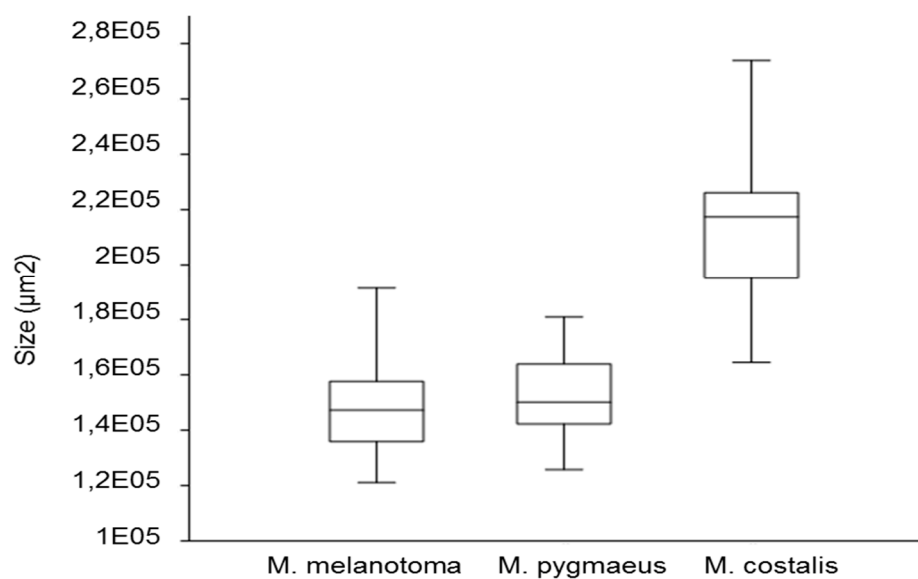 2,8E05
2,6E05
2,4E05
2,2E05
2E05
1,8E05
1,6E05
1,4E05
1,2E05
1E05
Size (µm2)
M. melanotoma M. pygmaeus M. costalis